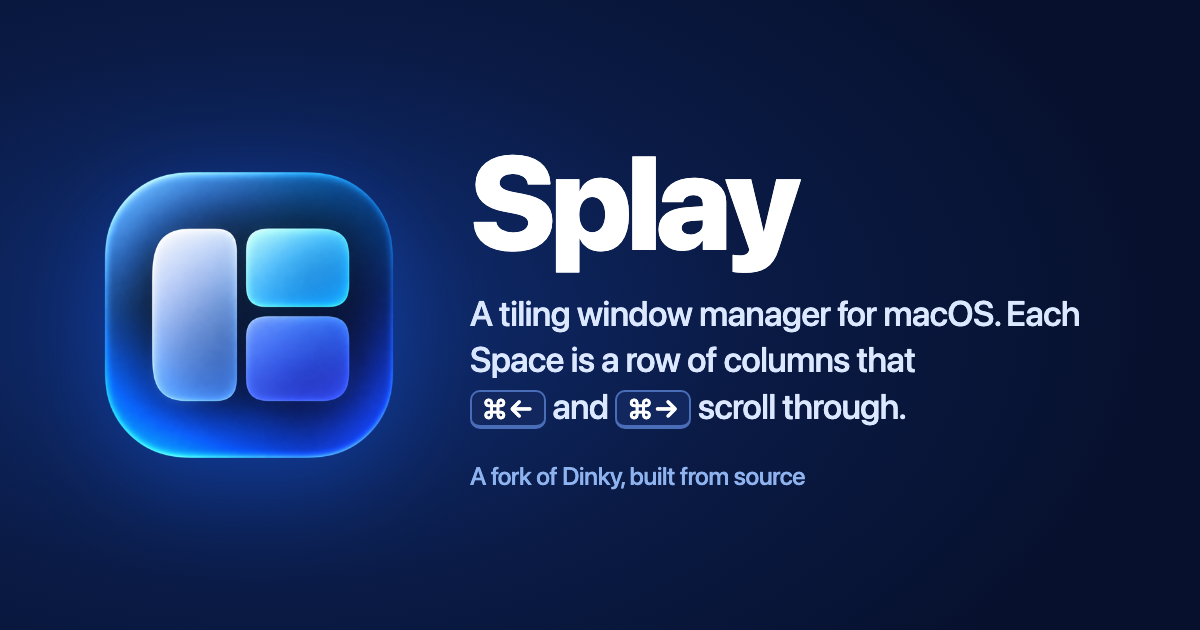 Splay
A tiling window manager for macOS. Each
Space is a row of columns that
⌘← and ⌘→ scroll through.
A fork of Dinky, built from source